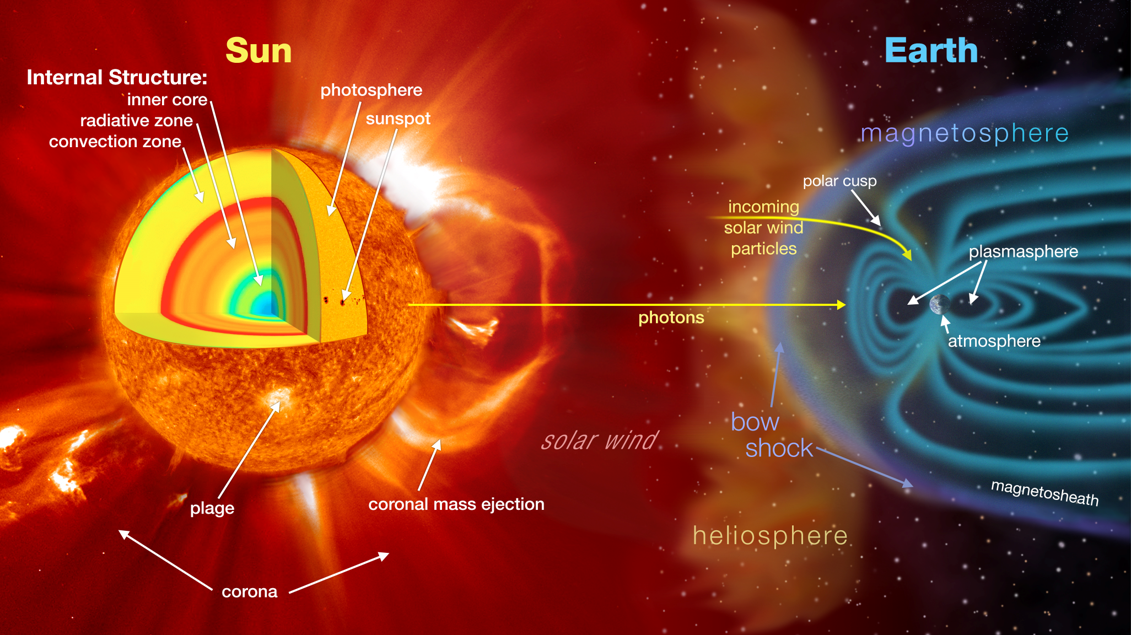 Sun
Internal Structure:
inner core
radiative zone
convection zone
photosphere
sunspot
plage
coronal mass ejection
corona
solar wind
photons
Earth
magnetosphere
polar cusp
incoming
solar wind
particles
plasmasphere
atmosphere
bow
shock
magnetosheath
heliosphere